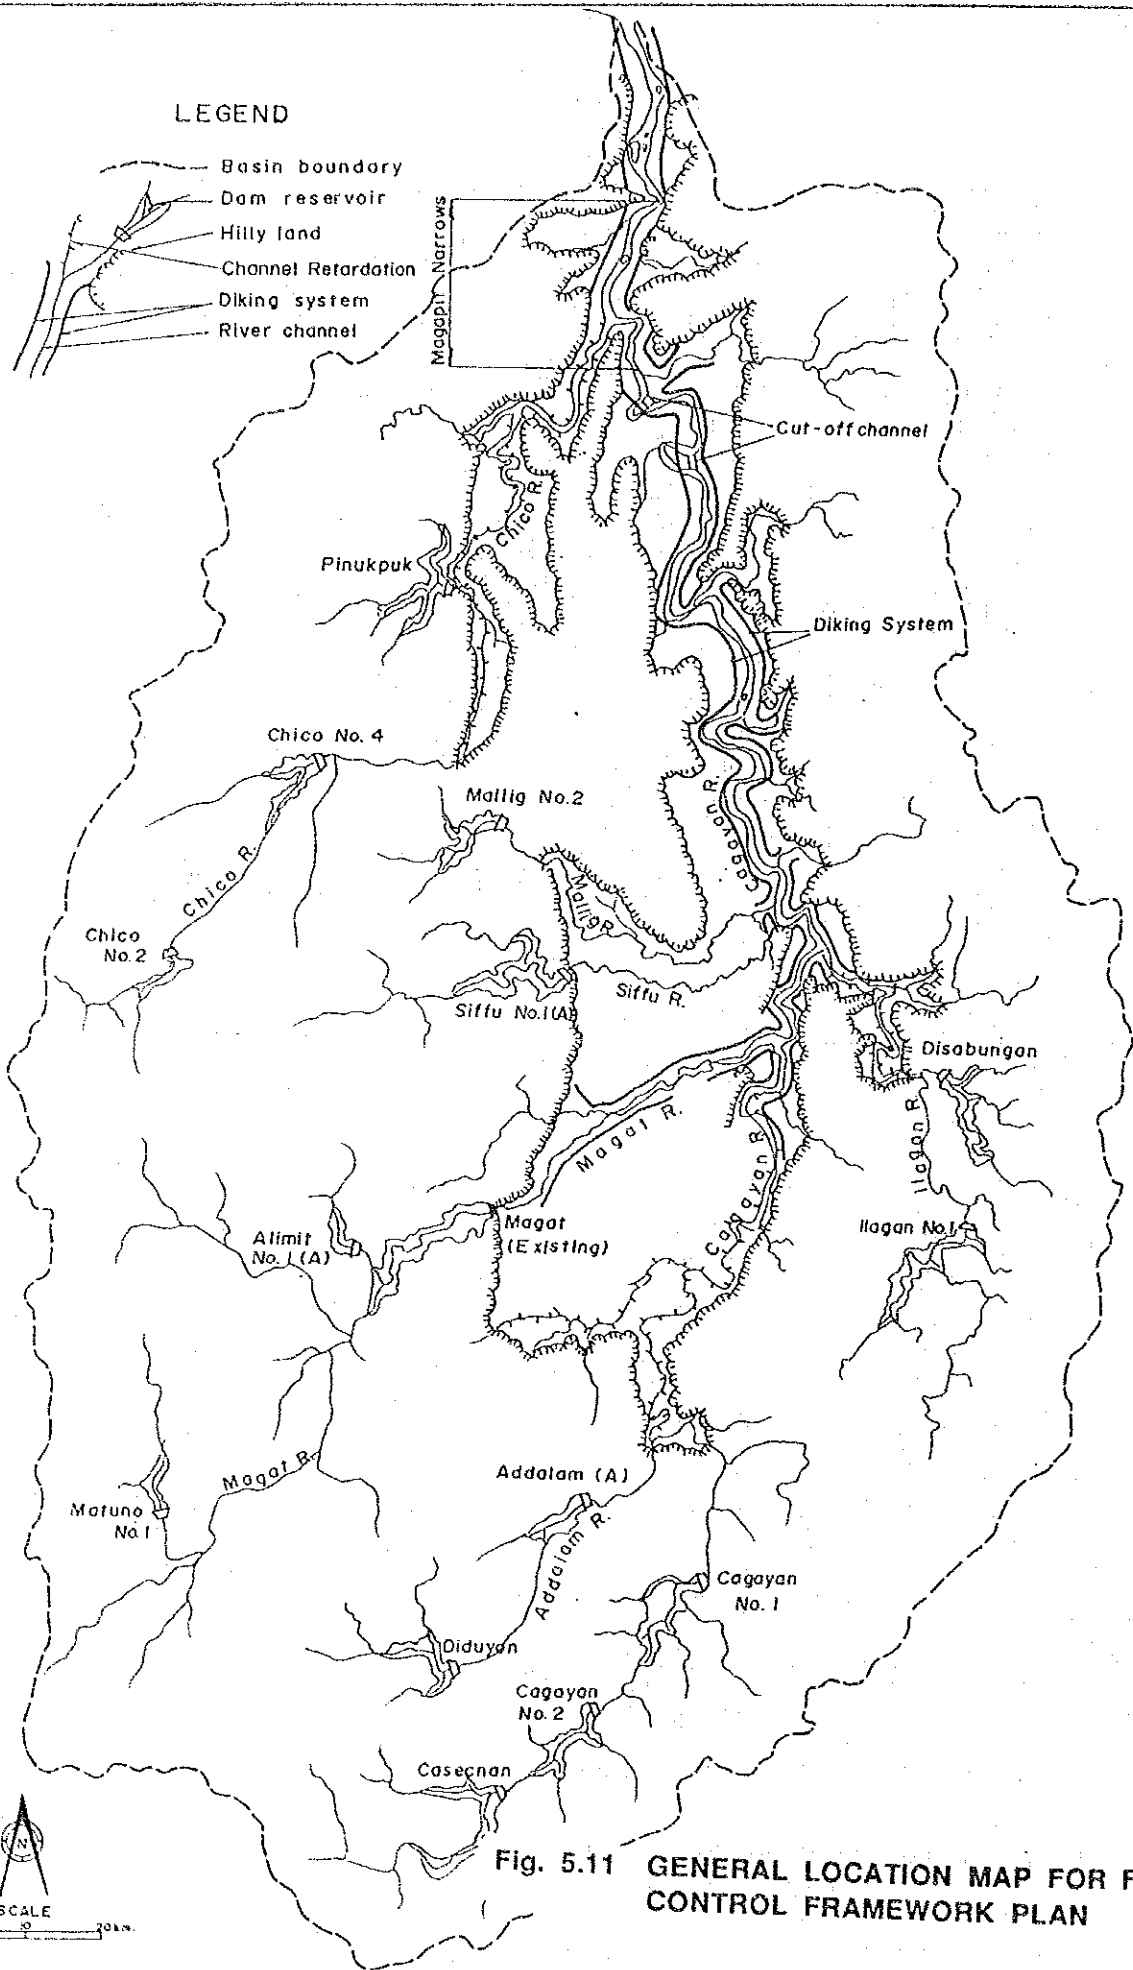 LEGEND
Basin boundary
Dam reservoir
Hilly land
Channel Retardation
Diking system
River channel
Magapit Narrows
Cut-off channel
Chico R.
Pinukpuk
Diking System
Chico No. 4
Mallig No.2
Cagayan R.
Chico R.
Mallig R.
Chico
No. 2
Siffu R.
Siffu No.1(A)
Disabungan
Magat R.
Ilagan R.
Cagayan R.
Alimit
No. 1 (A)
Magat
(Existing)
Ilagan No.1
Magat R.
Addalam (A)
Matuno
No. 1
Addalam R.
Cagayan
No. 1
Diduyon
Cagayan
No. 2
Casecnan
N
SCALE
0 20km.
Fig. 5.11 GENERAL LOCATION MAP FOR F
CONTROL FRAMEWORK PLAN